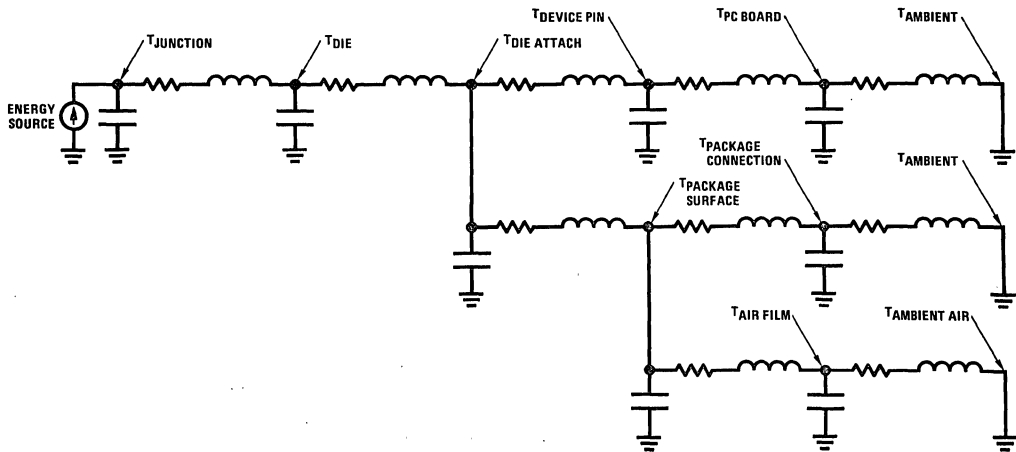 TJUNCTION
TDIE
TDEVICE PIN
TDIE ATTACH
TPC BOARD
TAMBIENT
ENERGY
SOURCE
TPACKAGE
CONNECTION
TAMBIENT
TPACKAGE
SURFACE
TAIR FILM
TAMBIENT AIR